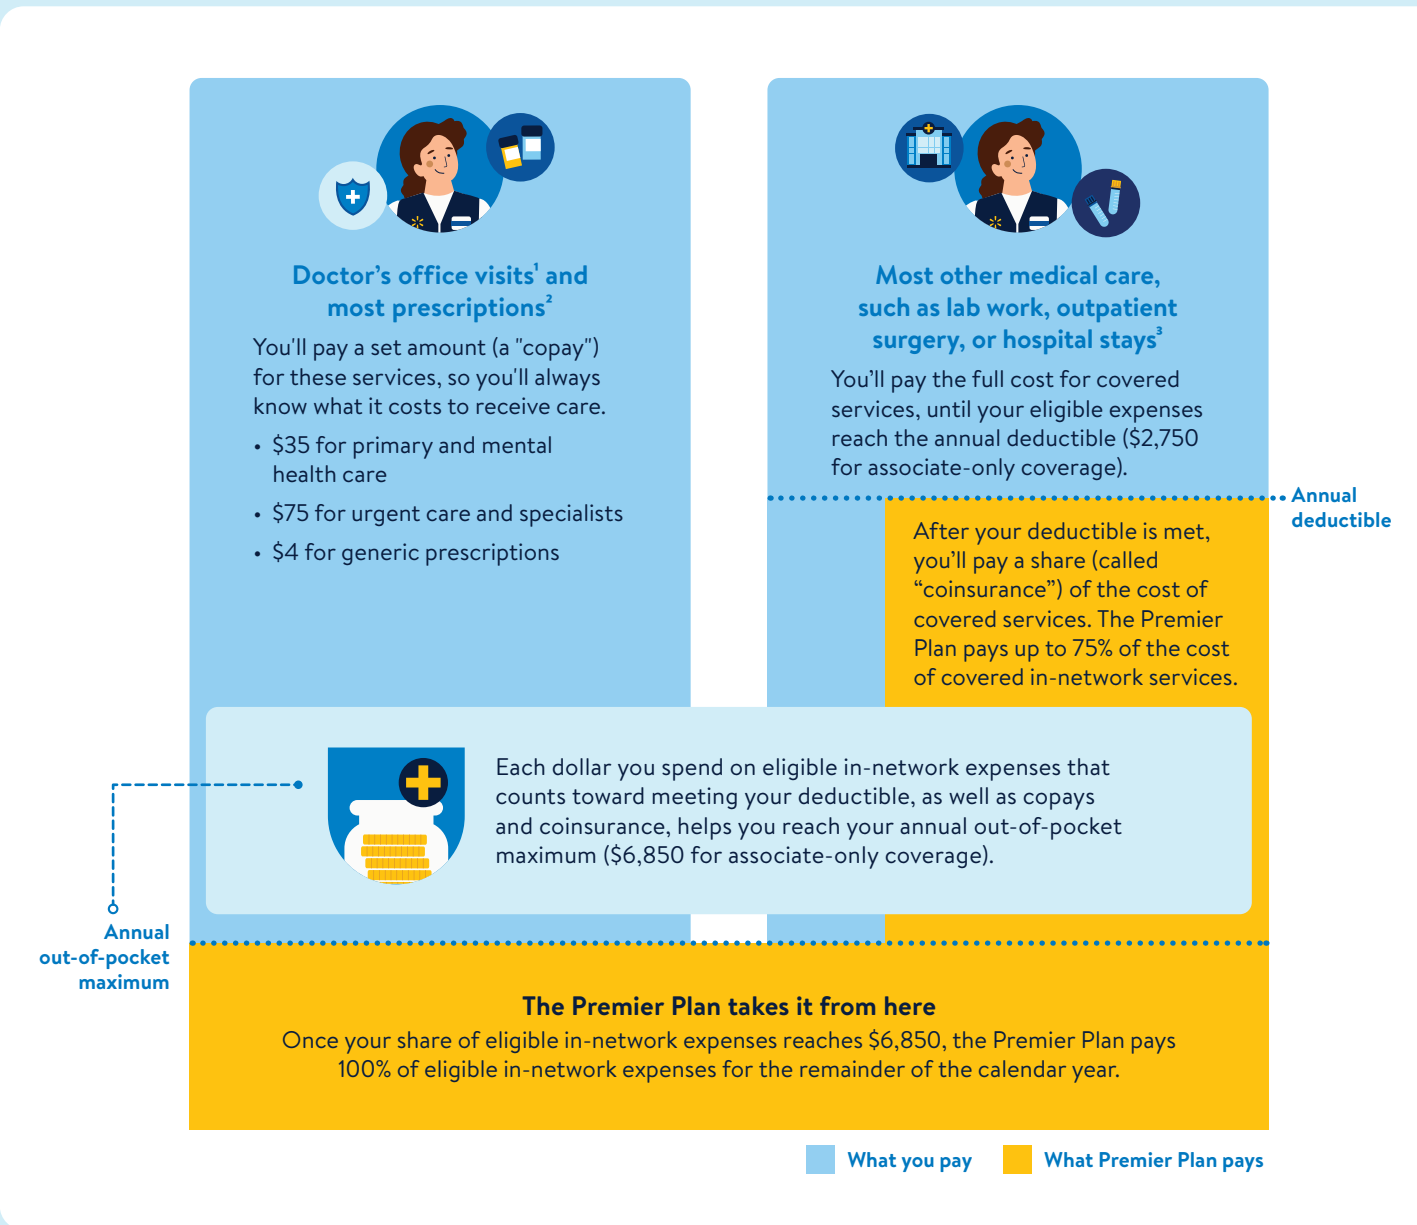 Doctor's office visits¹ and
most prescriptions²
You'll pay a set amount (a "copay")
for these services, so you'll always
know what it costs to receive care.
• $35 for primary and mental
health care
• $75 for urgent care and specialists
• $4 for generic prescriptions
Most other medical care,
such as lab work, outpatient
surgery, or hospital stays³
You’ll pay the full cost for covered
services, until your eligible expenses
reach the annual deductible ($2,750
for associate-only coverage).
Annual
deductible
After your deductible is met,
you’ll pay a share (called
“coinsurance”) of the cost of
covered services. The Premier
Plan pays up to 75% of the cost
of covered in-network services.
Each dollar you spend on eligible in-network expenses that
counts toward meeting your deductible, as well as copays
and coinsurance, helps you reach your annual out-of-pocket
maximum ($6,850 for associate-only coverage).
Annual
out-of-pocket
maximum
The Premier Plan takes it from here
Once your share of eligible in-network expenses reaches $6,850, the Premier Plan pays
100% of eligible in-network expenses for the remainder of the calendar year.
What you pay
What Premier Plan pays